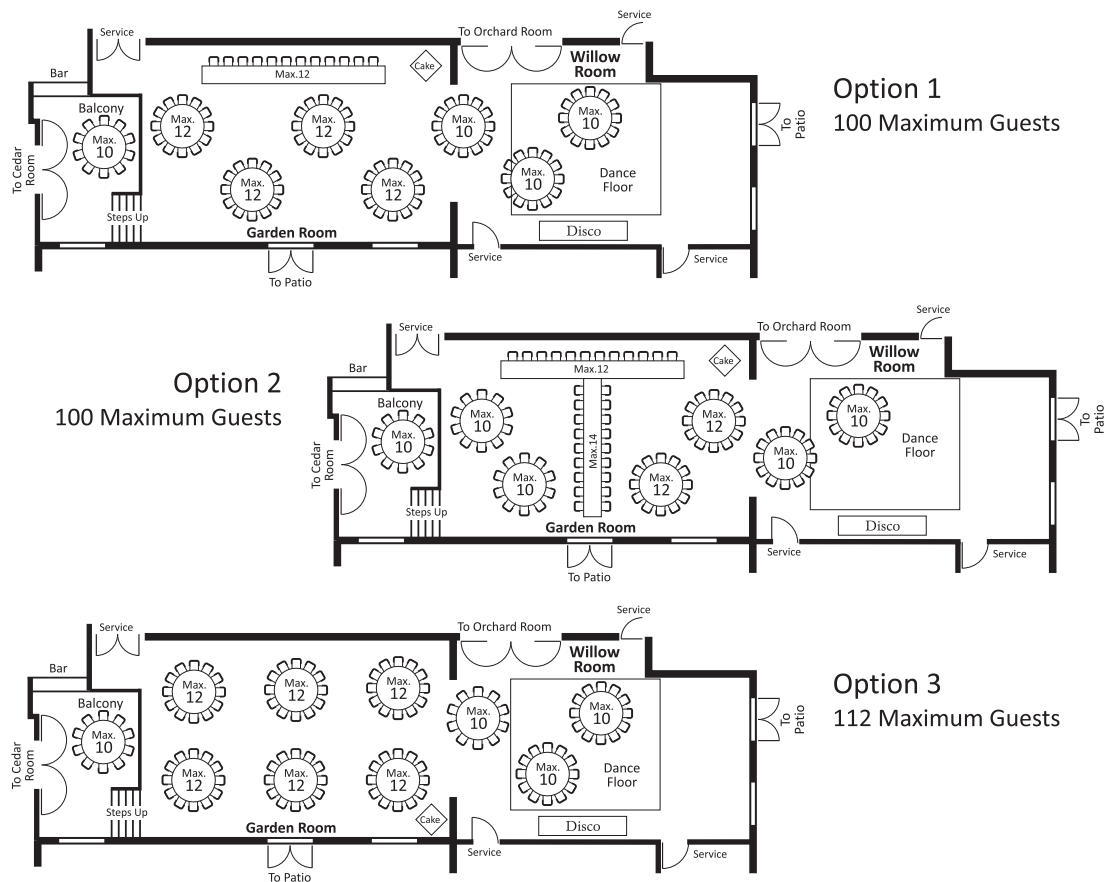 Service
To Orchard Room
Service
Willow
Room
Bar
Max.12
Cake
Option 1
100 Maximum Guests
Balcony
Max.
10
Max.
12
Max.
12
Max.
10
Max.
10
To Patio
To Cedar
Room
Max.
12
Max.
12
Max.
10
Dance
Floor
Steps Up
Garden Room
Disco
Service
Service
To Patio
Service
To Orchard Room
Service
Willow
Room
Option 2
100 Maximum Guests
Bar
Max.12
Cake
Balcony
Max.
10
Max.
10
Max.14
Max.
12
Max.
10
Max.
10
To Patio
To Cedar
Room
Max.
10
Max.
12
Dance
Floor
Steps Up
Garden Room
Disco
Service
Service
To Patio
Service
To Orchard Room
Service
Willow
Room
Option 3
112 Maximum Guests
Bar
Balcony
Max.
10
Max.
12
Max.
12
Max.
12
Max.
10
Max.
10
To Patio
To Cedar
Room
Max.
12
Max.
12
Max.
12
Max.
10
Dance
Floor
Steps Up
Cake
Garden Room
Disco
Service
Service
To Patio